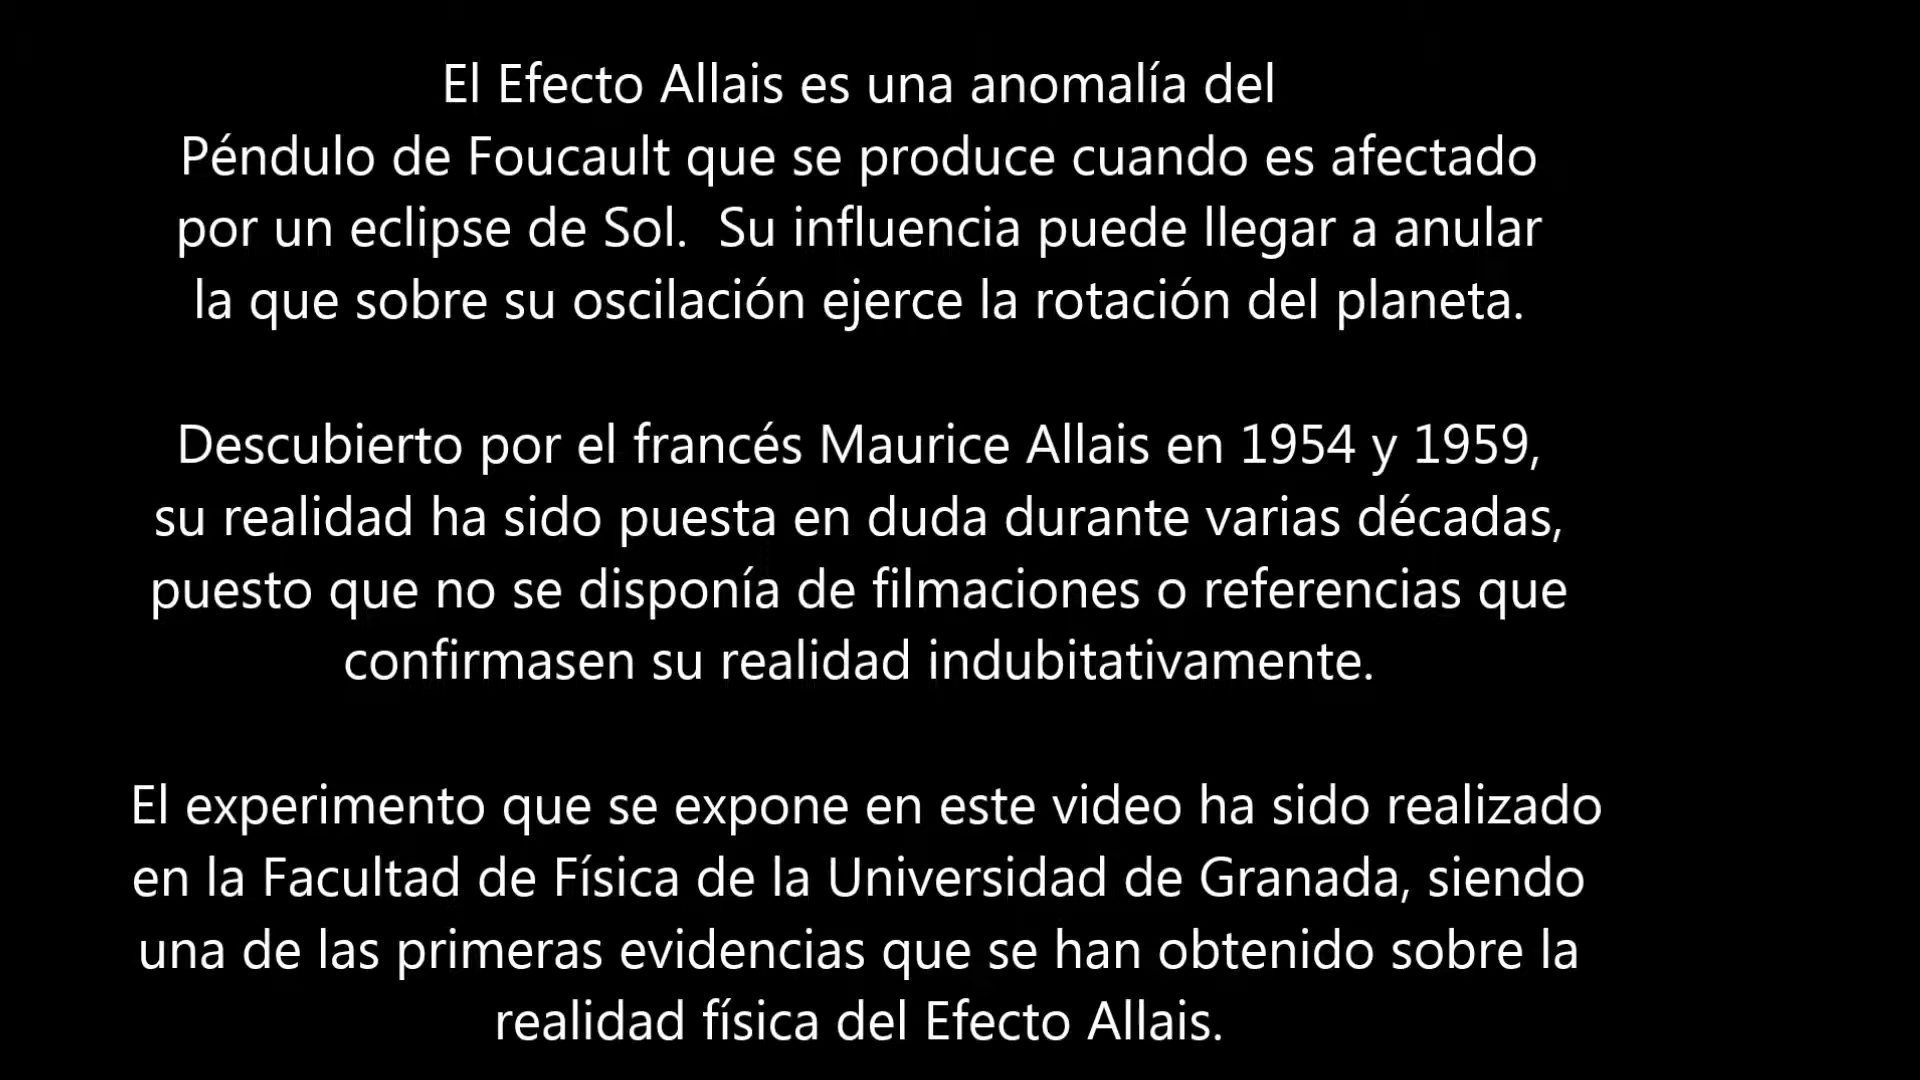 El Efecto Allais es una anomalía del
Péndulo de Foucault que se produce cuando es afectado
por un eclipse de Sol.  Su influencia puede llegar a anular
la que sobre su oscilación ejerce la rotación del planeta.
Descubierto por el francés Maurice Allais en 1954 y 1959,
su realidad ha sido puesta en duda durante varias décadas,
puesto que no se disponía de filmaciones o referencias que
confirmasen su realidad indubitativamente.
El experimento que se expone en este video ha sido realizado
en la Facultad de Física de la Universidad de Granada, siendo
una de las primeras evidencias que se han obtenido sobre la
realidad física del Efecto Allais.